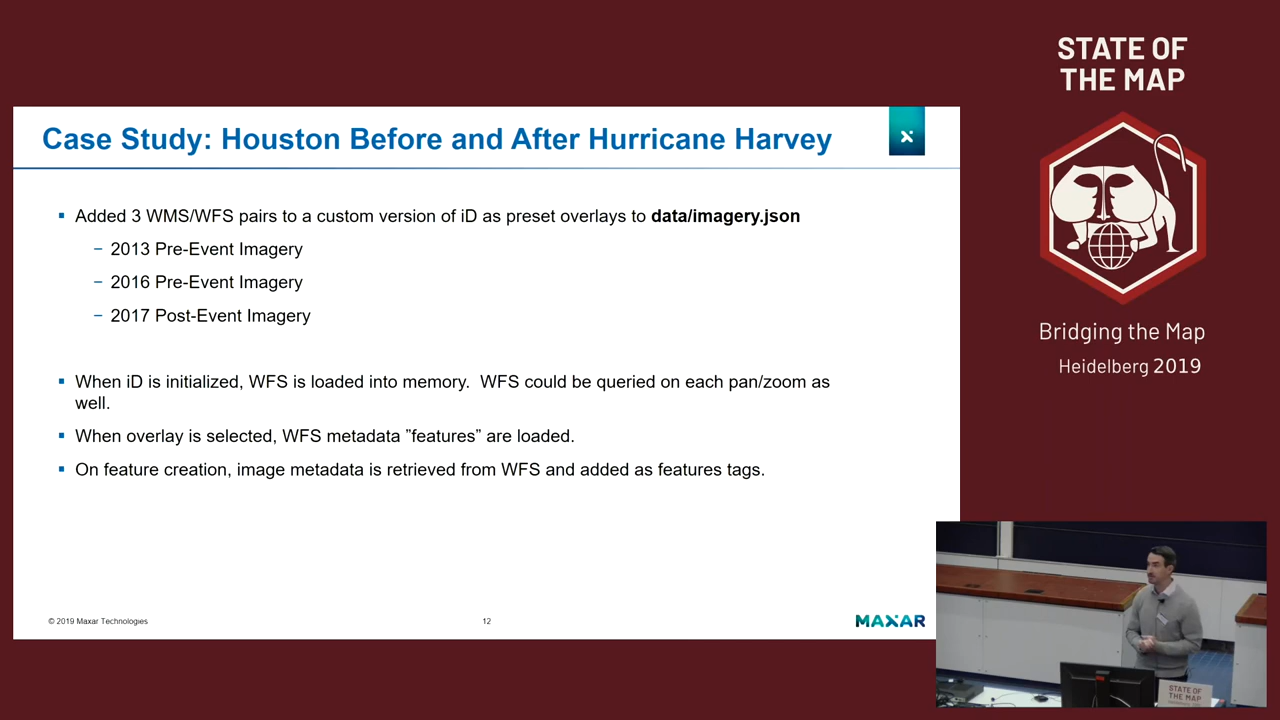 STATE OF
THE MAP
Case Study: Houston Before and After Hurricane Harvey
▪ Added 3 WMS/WFS pairs to a custom version of iD as preset overlays to data/imagery.json
− 2013 Pre-Event Imagery
− 2016 Pre-Event Imagery
− 2017 Post-Event Imagery
▪ When iD is initialized, WFS is loaded into memory.  WFS could be queried on each pan/zoom as
well.
▪ When overlay is selected, WFS metadata ”features” are loaded.
▪ On feature creation, image metadata is retrieved from WFS and added as features tags.
© 2019 Maxar Technologies
12
MAXAR
Bridging the Map
Heidelberg 2019
STATE OF
THE MAP